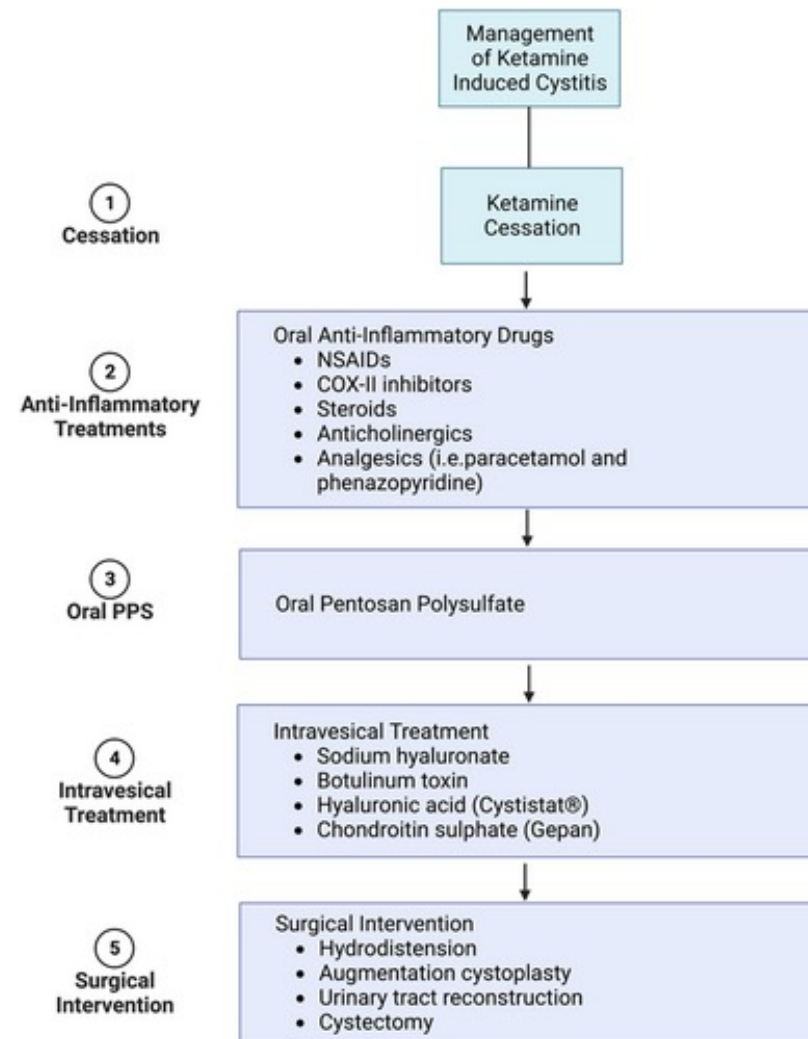 Management
of Ketamine
Induced Cystitis
1
Cessation
Ketamine
Cessation
2
Anti-Inflammatory
Treatments
Oral Anti-Inflammatory Drugs
• NSAIDs
• COX-II inhibitors
• Steroids
• Anticholinergics
• Analgesics (i.e.paracetamol and
phenazopyridine)
3
Oral PPS
Oral Pentosan Polysulfate
4
Intravesical
Treatment
Intravesical Treatment
• Sodium hyaluronate
• Botulinum toxin
• Hyaluronic acid (Cystistat®)
• Chondroitin sulphate (Gepan)
5
Surgical
Intervention
Surgical Intervention
• Hydrodistension
• Augmentation cystoplasty
• Urinary tract reconstruction
• Cystectomy